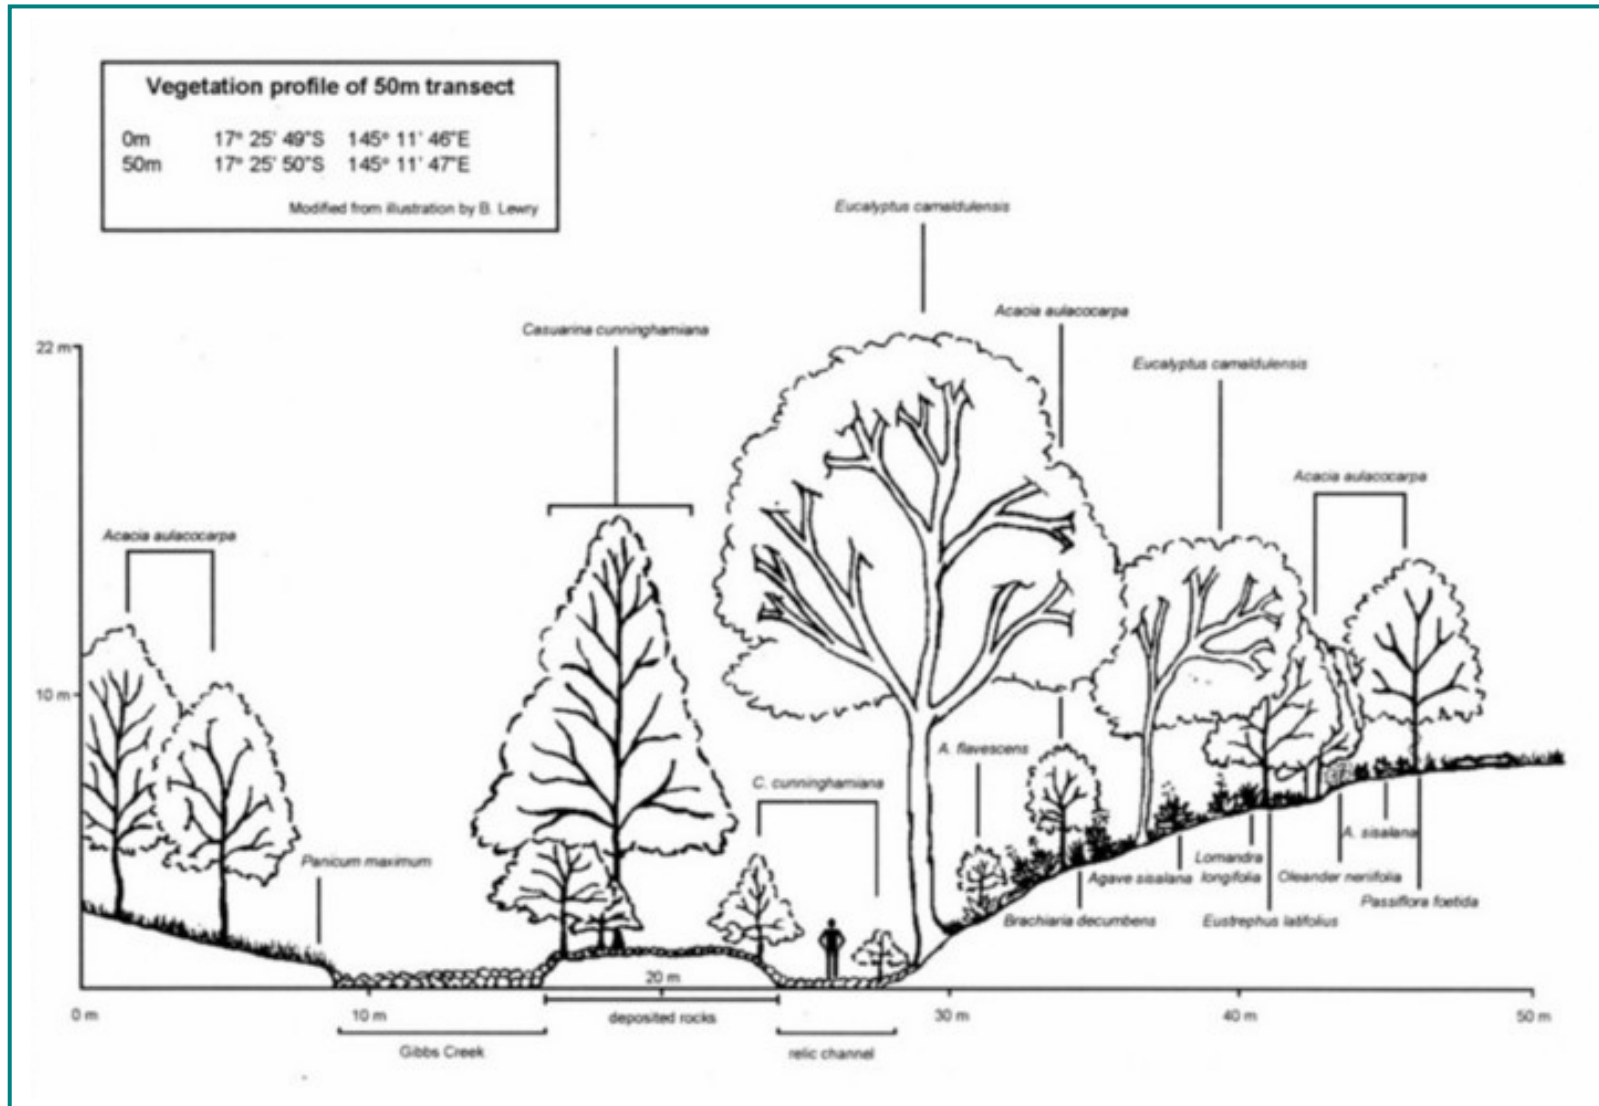 Vegetation profile of 50m transect
0m 17° 25' 49"S 145° 11' 46"E
50m 17° 25' 50"S 145° 11' 47"E
Modified from illustration by B. Lewry
Eucalyptus camaldulensis
Acacia aulacocarpa
Casuarina cunninghamiana
22 m
Eucalyptus camaldulensis
Acacia aulacocarpa
Acacia aulacocarpa
10 m
A. flavescens
C. cunninghamiana
Panicum maximum
A. sisalana
Lomandra
longifolia
Agave sisalana
Oleander neriifolia
Passiflora foetida
Brachiaria decumbens
Eustrephus latifolius
20 m
0 m
10 m
30 m
40 m
50 m
deposited rocks
Gibbs Creek
relic channel